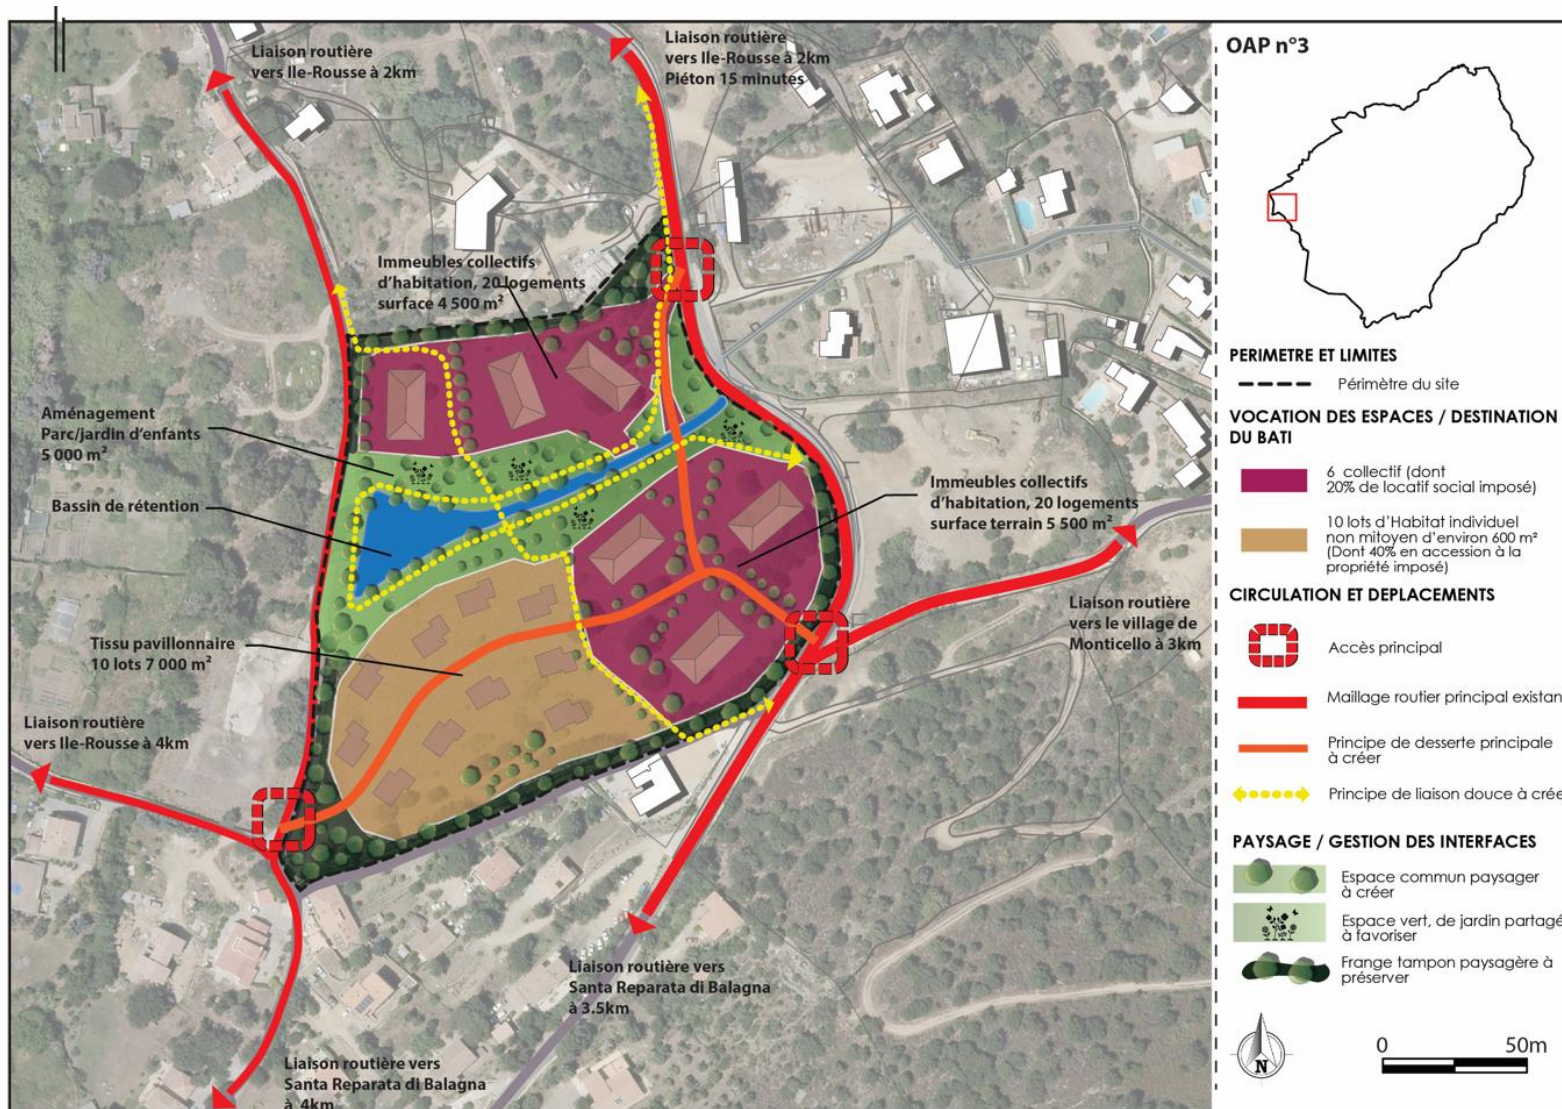 Liaison routière
vers Ile-Rousse à 2km
Liaison routière
vers Ile-Rousse à 2km
Piéton 15 minutes
Immeubles collectifs
d'habitation, 20 logements
surface 4 500 m²
Aménagement
Parc/jardin d'enfants
5 000 m²
Bassin de rétention
Immeubles collectifs
d'habitation, 20 logements
surface terrain 5 500 m²
Tissu pavillonnaire
10 lots 7 000 m²
Liaison routière
vers le village de
Monticello à 3km
Liaison routière
vers Ile-Rousse à 4km
Liaison routière vers
Santa Reparata di Balagna
à 3.5km
Liaison routière vers
Santa Reparata di Balagna
à 4km
OAP n°3
PERIMETRE ET LIMITES
Périmètre du site
VOCATION DES ESPACES / DESTINATION
DU BATI
6 collectif (dont
20% de locatif social imposé)
10 lots d'Habitat individuel
non mitoyen d'environ 600 m²
(Dont 40% en accession à la
propriété imposé)
CIRCULATION ET DEPLACEMENTS
Accès principal
Maillage routier principal existan
Principe de desserte principale
à créer
Principe de liaison douce à crée
PAYSAGE / GESTION DES INTERFACES
Espace commun paysager
à créer
Espace vert, de jardin partagé
à favoriser
Frange tampon paysagère à
préserver
N
0 50m